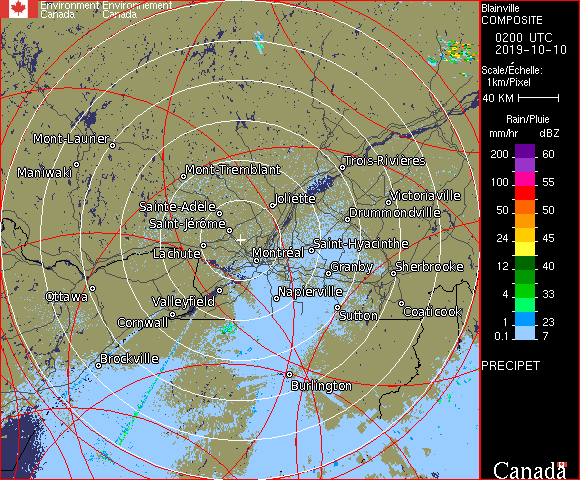 Environment Environnement
Canada Canada
Blainville
COMPOSITE
0200 UTC
2019-10-10
Scale/Échelle:
1km/Pixel
40 KM
Rain/Pluie
mm/hr dBZ
200 60
100 55
50 50
24 45
12 40
4 33
1 23
0.1 7
PRECIPET
Mont-Laurier
Maniwaki
Mont-Tremblant
Trois-Rivières
Joliette
Victoriaville
Sainte-Adele
Drummondville
Saint-Jérome
Lachute
Montréal
Saint-Hyacinthe
Granby
Sherbrooke
Ottawa
Valleyfield
Napierville
Cornwall
Sutton
Coaticook
Brockville
Burlington
Canada